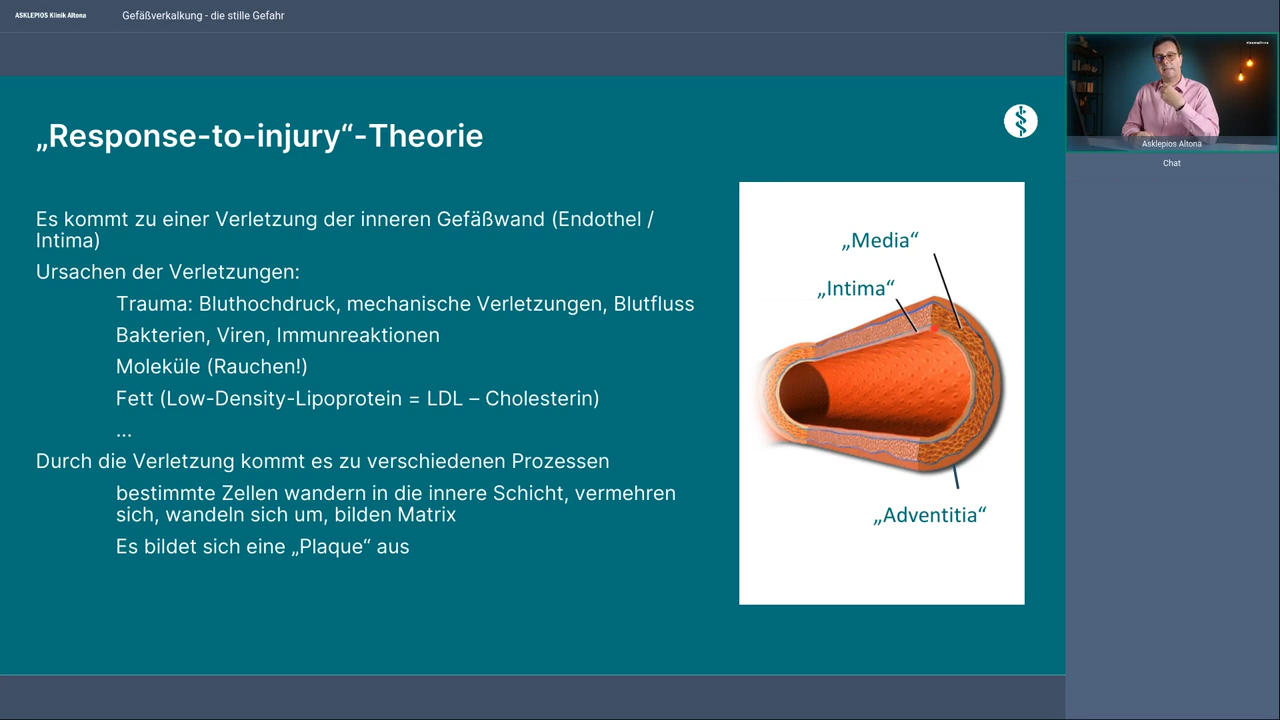 ASKLEPIOS Klinik Altona
Gefäßverkalkung - die stille Gefahr
„Response-to-injury“-Theorie
Es kommt zu einer Verletzung der inneren Gefäßwand (Endothel /
Intima)
Ursachen der Verletzungen:
Trauma: Bluthochdruck, mechanische Verletzungen, Blutfluss
Bakterien, Viren, Immunreaktionen
Moleküle (Rauchen!)
Fett (Low-Density-Lipoprotein = LDL – Cholesterin)
...
Durch die Verletzung kommt es zu verschiedenen Prozessen
bestimmte Zellen wandern in die innere Schicht, vermehren
sich, wandeln sich um, bilden Matrix
Es bildet sich eine „Plaque“ aus
„Media“
„Intima“
„Adventitia“
Asklepios Altona
Chat